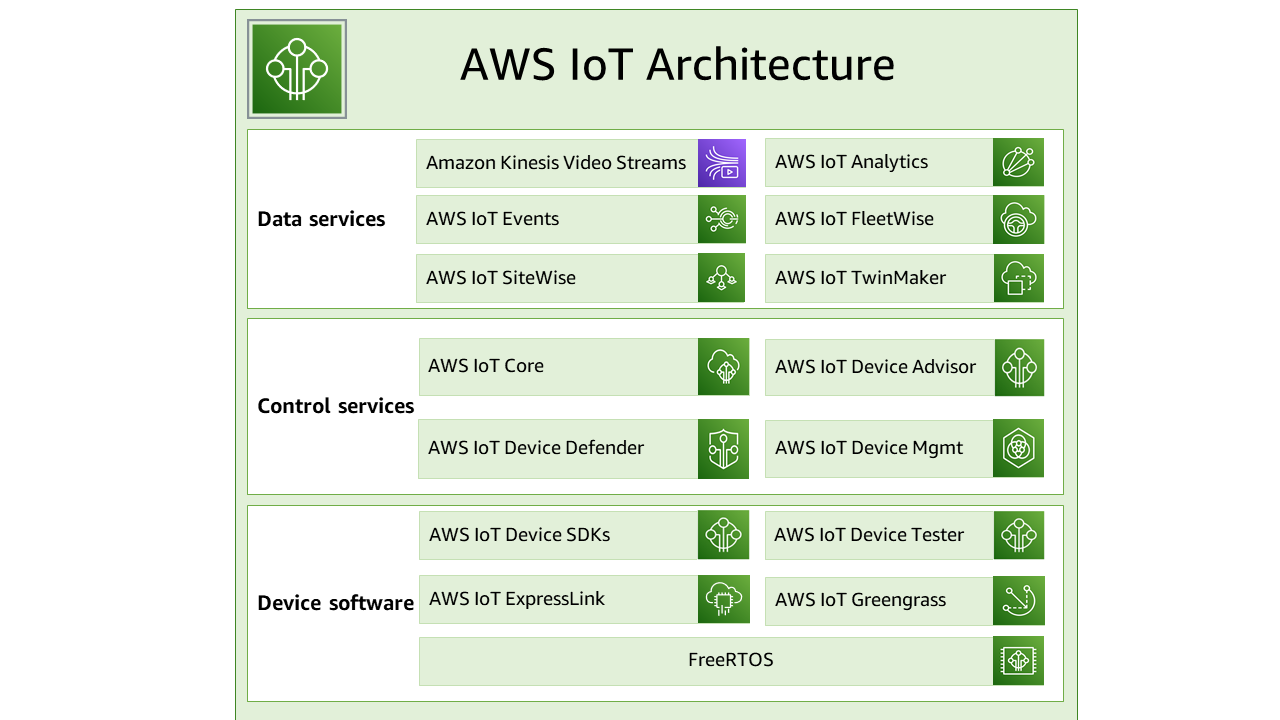 AWS IoT Architecture
Data services
Amazon Kinesis Video Streams
AWS IoT Analytics
AWS IoT Events
AWS IoT FleetWise
AWS IoT SiteWise
AWS IoT TwinMaker
Control services
AWS IoT Core
AWS IoT Device Advisor
AWS IoT Device Defender
AWS IoT Device Mgmt
Device software
AWS IoT Device SDKs
AWS IoT Device Tester
AWS IoT ExpressLink
AWS IoT Greengrass
FreeRTOS